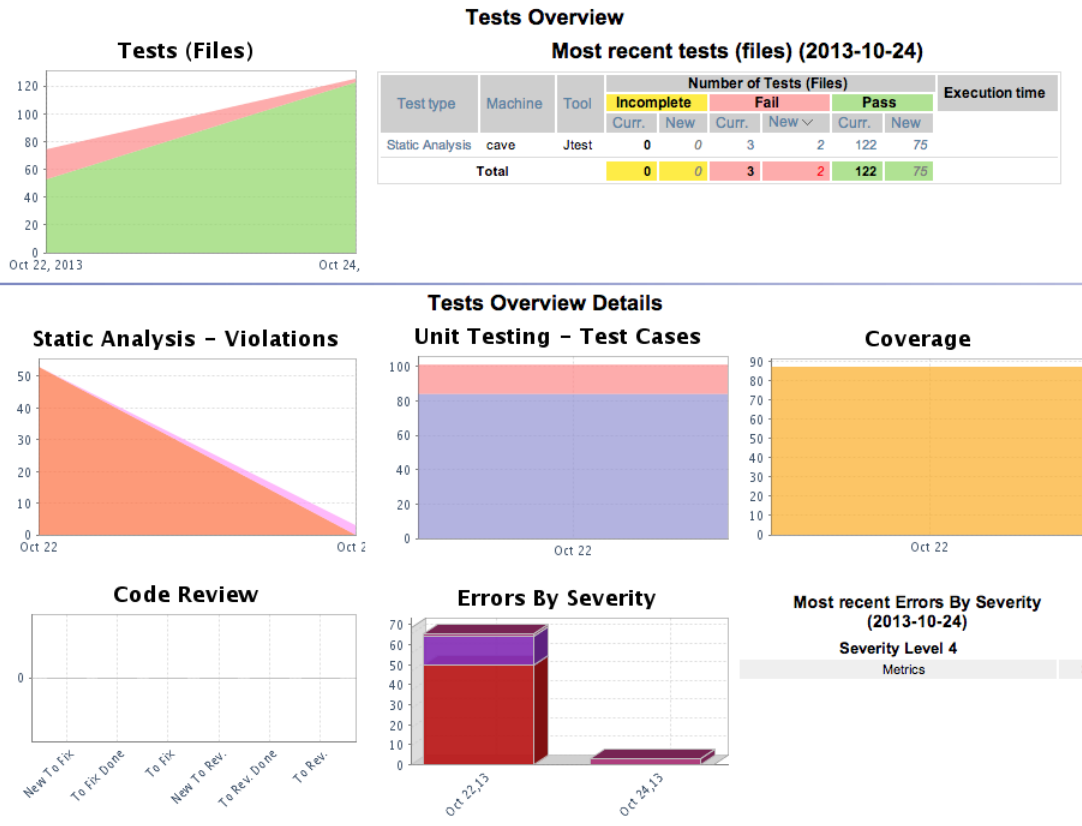 Tests Overview
Tests (Files)
120
100
80
60
40
20
0
Oct 22, 2013
Oct 24,
Most recent tests (files) (2013-10-24)
Test type Machine Tool Number of Tests (Files) Execution time
Incomplete Fail Pass
Curr. New Curr. New Curr. New
Static Analysis cave Jtest 0 0 3 2 122 75
Total 0 0 3 2 122 75
Tests Overview Details
Static Analysis - Violations
50
40
30
20
10
0
Oct 22
Oct 2
Unit Testing - Test Cases
100
80
60
40
20
0
Oct 22
Coverage
90
80
70
60
50
40
30
20
10
0
Oct 22
Code Review
0
New To Fix
To Fix Done
To Fix
New To Rev.
To Rev. Done
To Rev.
Errors By Severity
70
60
50
40
30
20
10
0
Oct 22,13
Oct 24,13
Most recent Errors By Severity
(2013-10-24)
Severity Level 4
Metrics